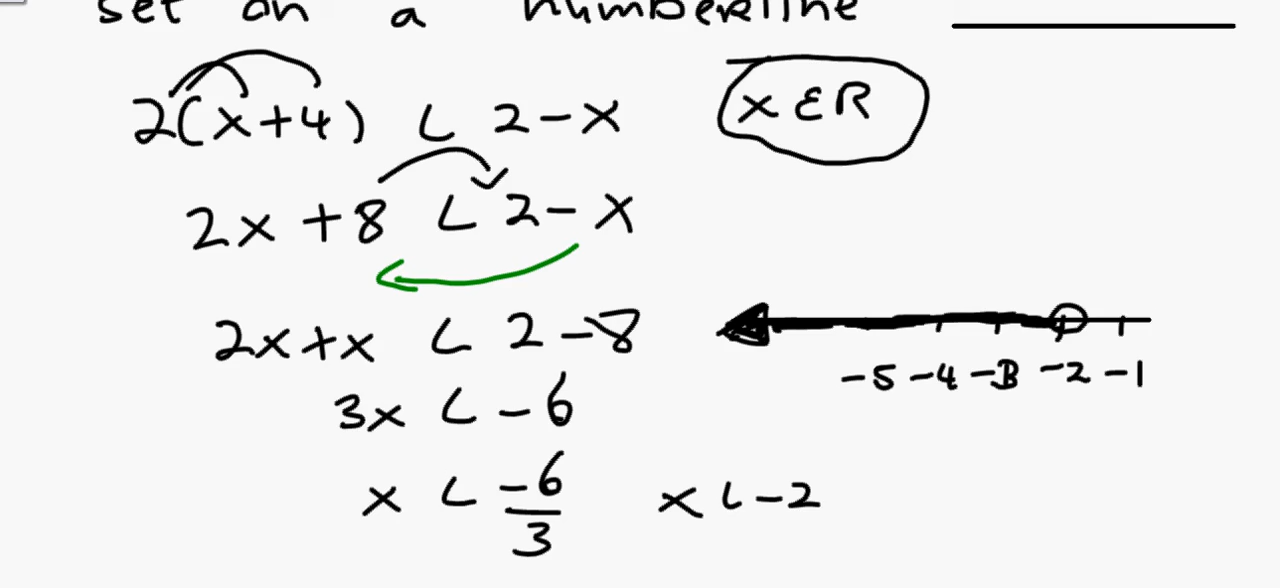 set on a numberline
2(x+4) < 2-x
x ∈ R
2x +8 < 2- x
2x+x < 2-8
3x < -6
-5 -4 -3 -2 -1
x < -6/3
x < -2